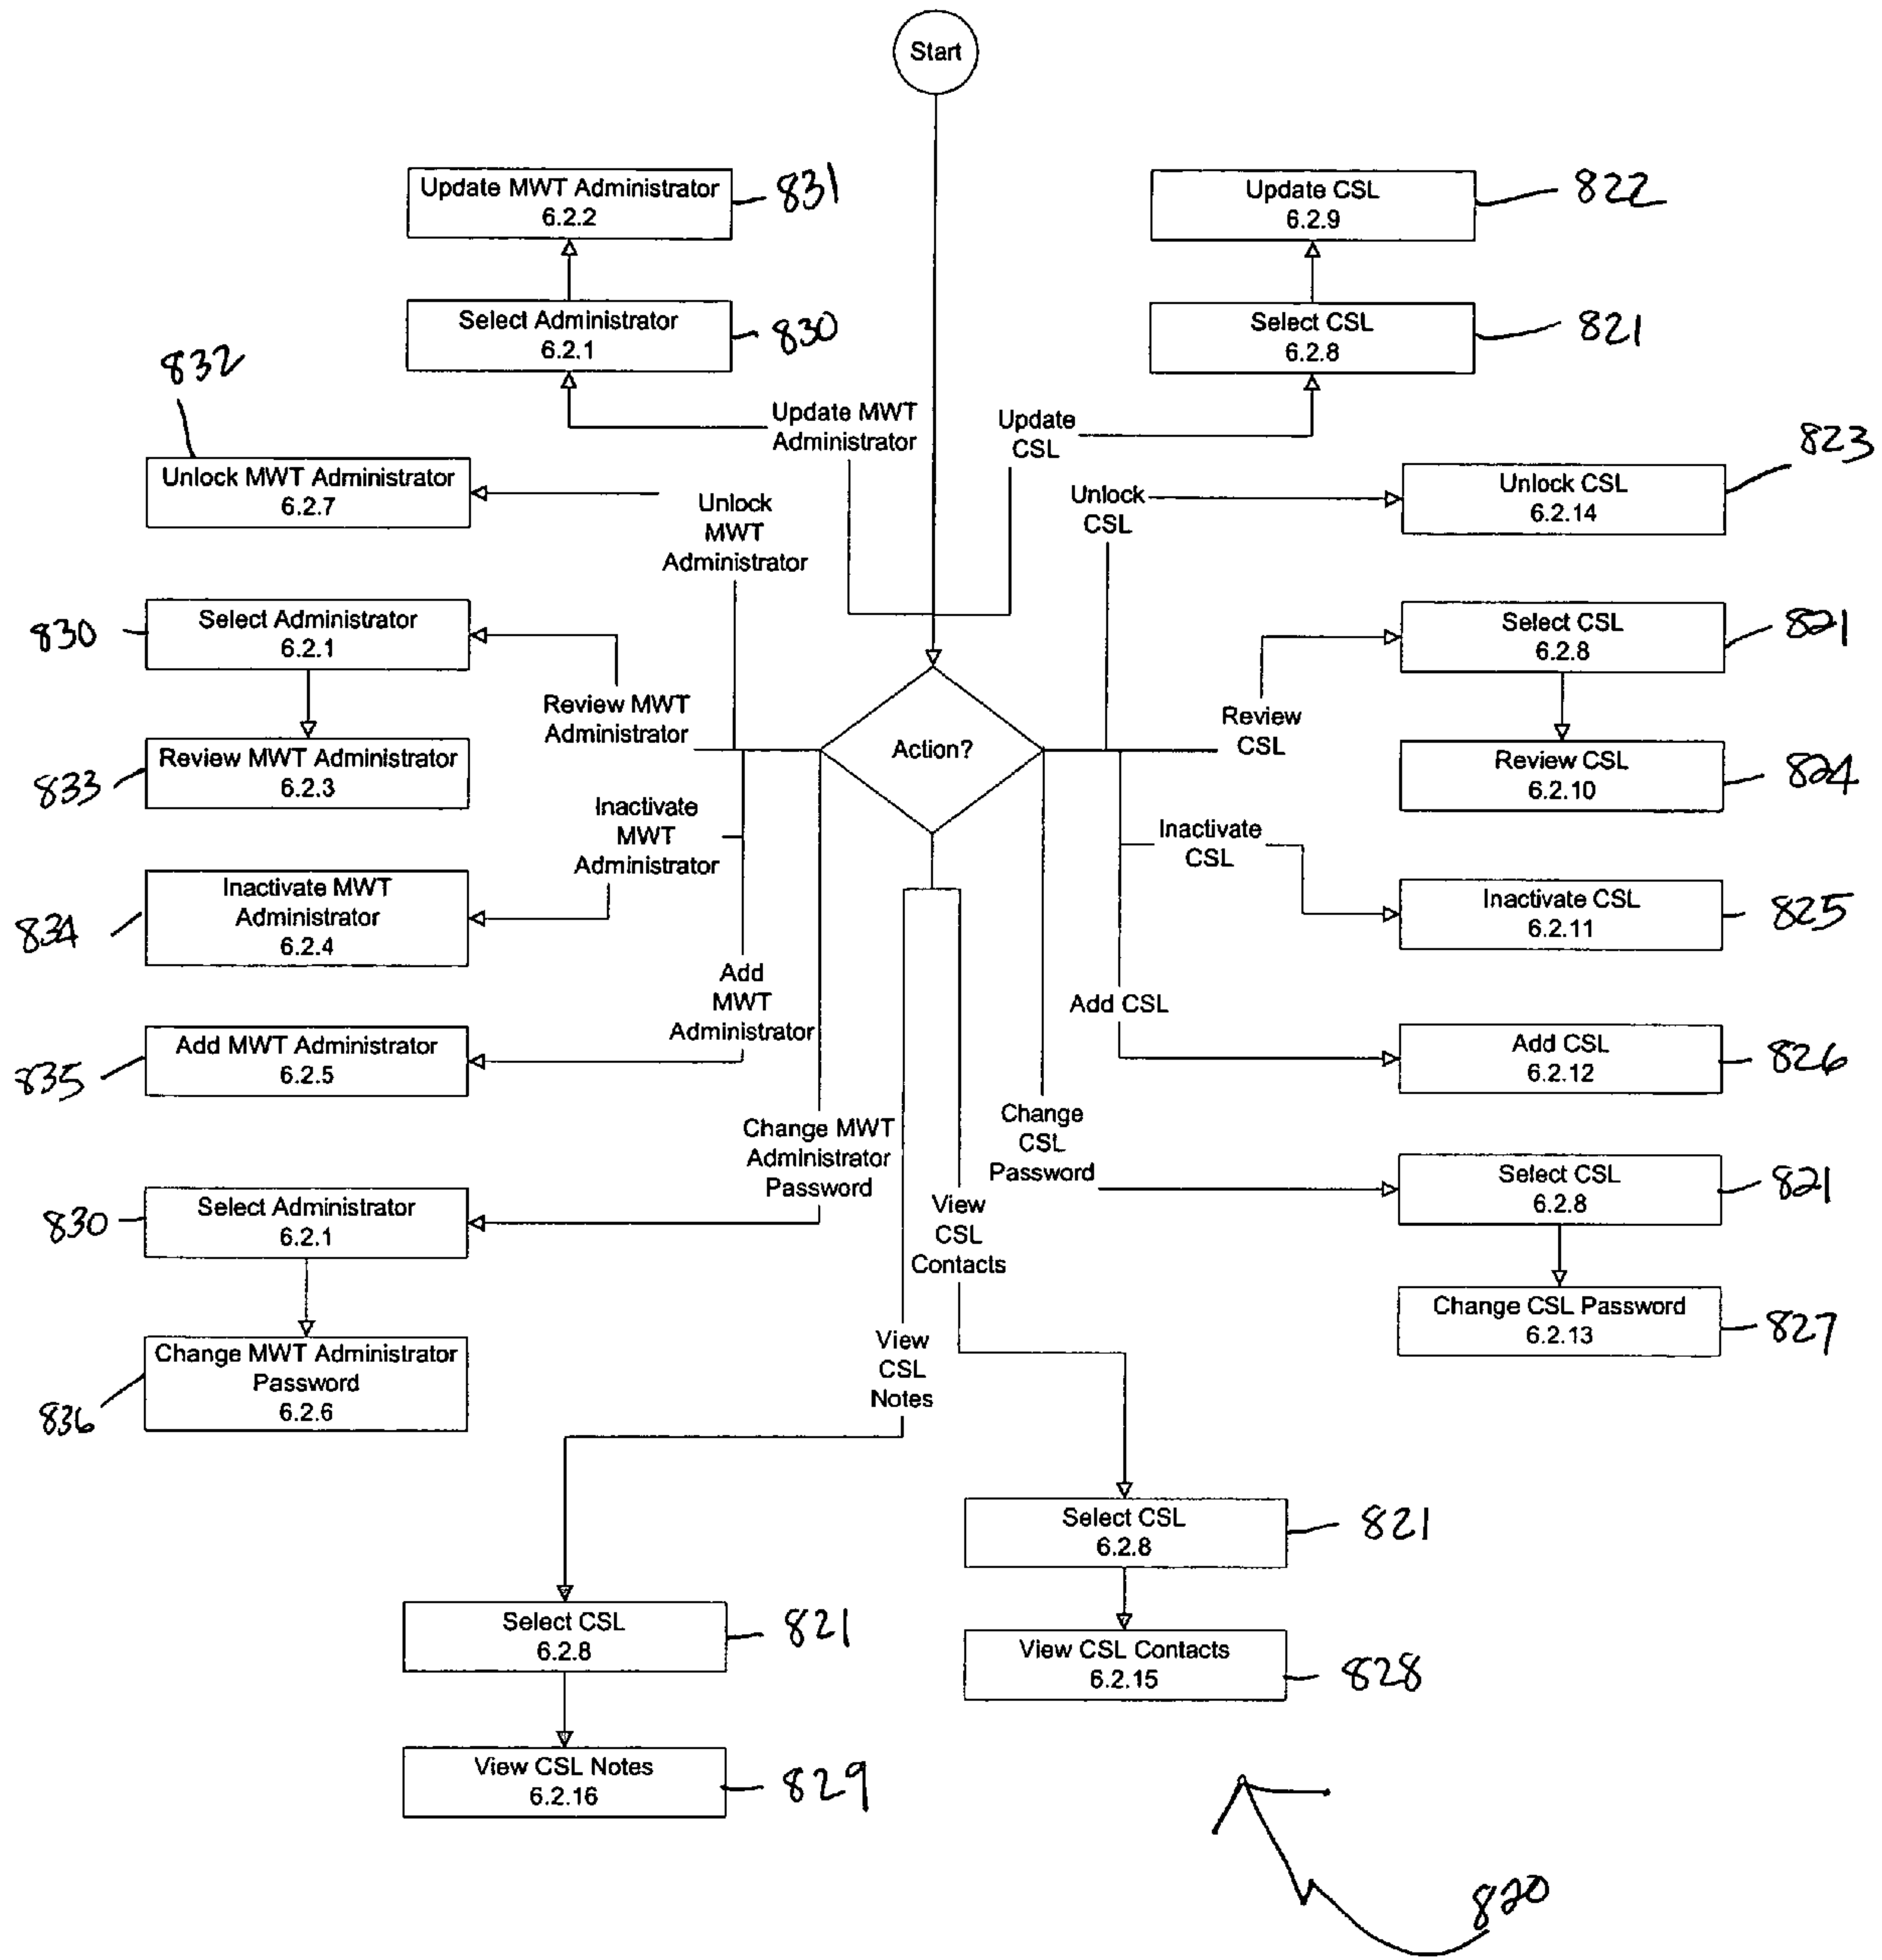 Start
Update MWT Administrator
6.2.2
831
Update CSL
6.2.9
822
Select Administrator
6.2.1
830
Select CSL
6.2.8
821
832
Update MWT
Administrator
Update
CSL
Unlock MWT Administrator
6.2.7
Unlock
MWT
Administrator
Unlock
CSL
Unlock CSL
6.2.14
823
830
Select Administrator
6.2.1
Review MWT
Administrator
Select CSL
6.2.8
821
Review
CSL
Action?
833
Review MWT Administrator
6.2.3
Review CSL
6.2.10
824
Inactivate
MWT
Administrator
Inactivate
CSL
834
Inactivate MWT
Administrator
6.2.4
Inactivate CSL
6.2.11
825
Add
MWT
Administrator
Add CSL
835
Add MWT Administrator
6.2.5
Add CSL
6.2.12
826
Change MWT
Administrator
Password
Change
CSL
Password
Select CSL
6.2.8
821
830
Select Administrator
6.2.1
View
CSL
Contacts
Change CSL Password
6.2.13
827
836
Change MWT Administrator
Password
6.2.6
View
CSL
Notes
Select CSL
6.2.8
821
Select CSL
6.2.8
821
View CSL Contacts
6.2.15
828
View CSL Notes
6.2.16
829
820